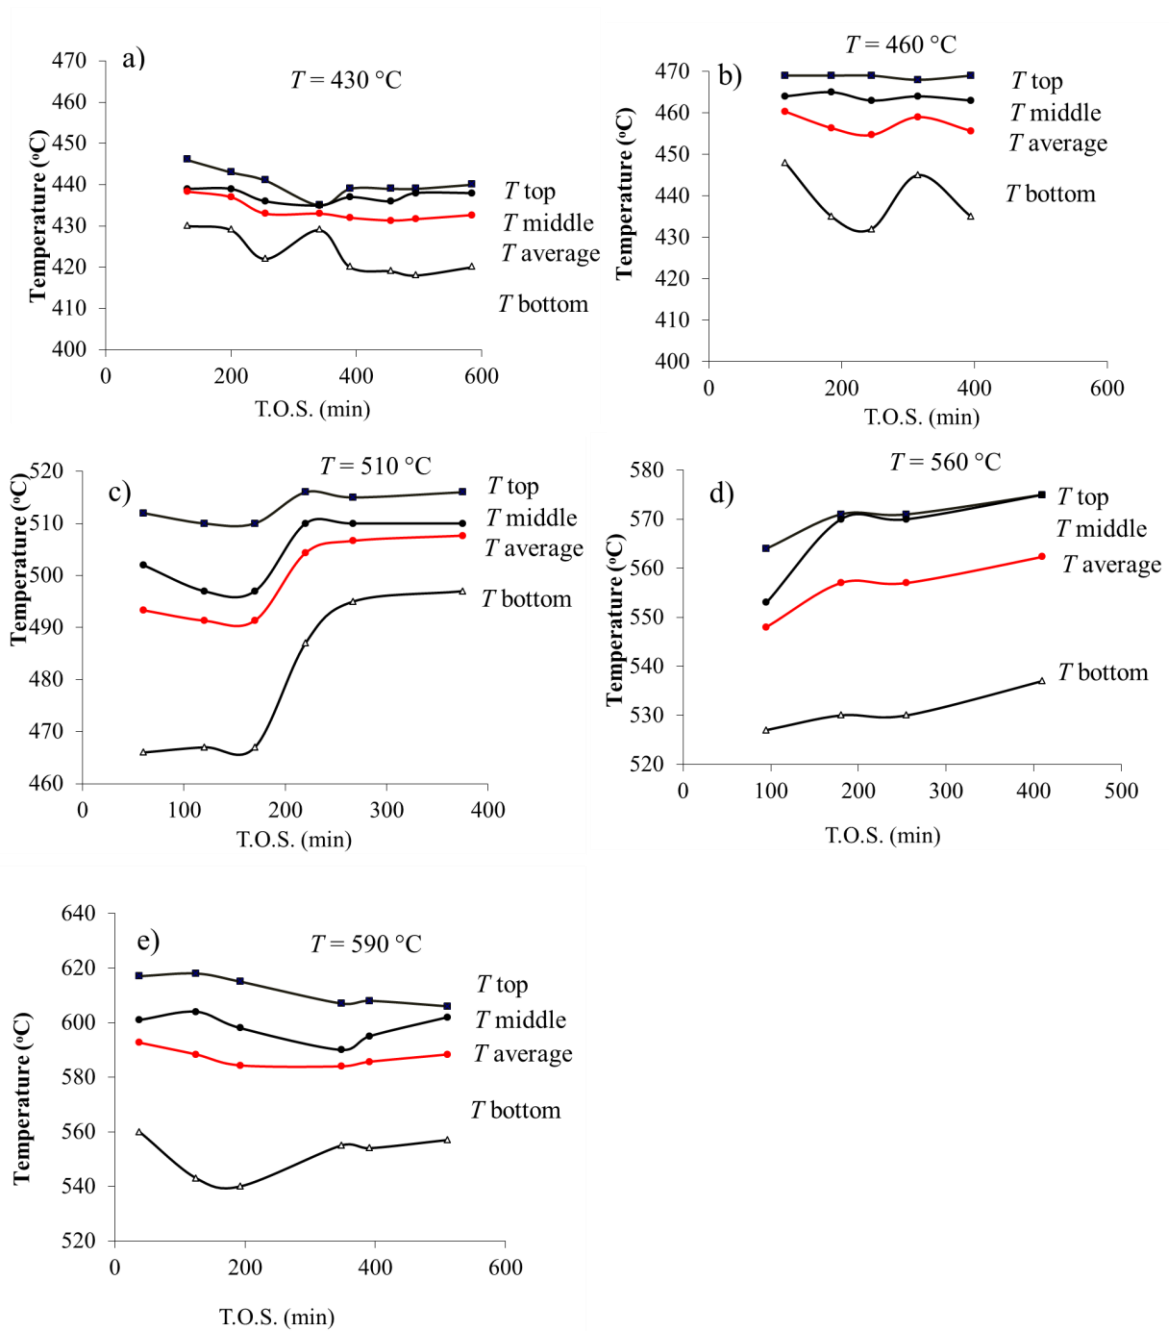 a)
T = 430 °C
Temperature (°C)
470
460
450
440
430
420
410
400
0
200
400
600
T.O.S. (min)
T top
T middle
T average
T bottom
b)
T = 460 °C
Temperature (°C)
470
460
450
440
430
420
410
400
0
200
400
600
T.O.S. (min)
T top
T middle
T average
T bottom
c)
T = 510 °C
Temperature (°C)
520
510
500
490
480
470
460
0
100
200
300
400
T.O.S. (min)
T top
T middle
T average
T bottom
d)
T = 560 °C
Temperature (°C)
580
570
560
550
540
530
520
0
100
200
300
400
500
T.O.S. (min)
T top
T middle
T average
T bottom
e)
T = 590 °C
Temperature (°C)
640
620
600
580
560
540
520
0
200
400
600
T.O.S. (min)
T top
T middle
T average
T bottom